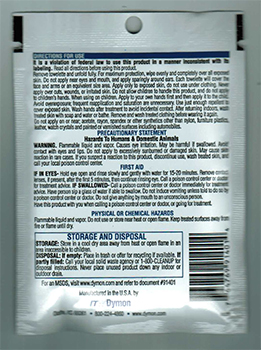 DIRECTIONS FOR USE
It is a violation of federal law to use this product in a manner inconsistent with its
labeling. Read all directions before using this product.
Remove towelette and unfold fully. For maximum protection, wipe evenly and completely over all exposed
skin. Do not apply near eyes and mouth, and apply sparingly around ears. Each towelette will cover the
face and arms or an equivalent size area. Apply only to exposed skin, do not use under clothing. Never
apply over cuts, wounds, or irritated skin. Do not allow children to handle this product, and do not apply
to children's hands. When using on children, Apply to your own hands first and then apply it to the child.
Avoid overexposure; frequent reapplication and saturation are unnecessary. Use just enough repellent to
cover exposed skin. Wash hands after treatment to avoid incidental contact. After returning indoors, wash
treated skin with soap and water or bathe. Remove and wash treated clothing before wearing it again.
Do not apply on or near acetate, rayon, spandex or other synthetics other than nylon, furniture plastics,
leather, watch crystals and painted or varnished surfaces including automobiles.
PRECAUTIONARY STATEMENT
Hazards To Humans & Domestic Animals
WARNING. Flammable liquid and vapor. Causes eye irritation. May be harmful if swallowed. Avoid
contact with eyes and lips. Do not apply to excessively sunburned or damaged skin. May cause skin
reaction in rare cases. If you suspect a reaction to this product, discontinue use, wash treated skin, and
call your local poison control center.
FIRST AID
IF IN EYES- Hold eye open and rinse slowly and gently with water for 15-20 minutes. Remove contact
lenses, if present, after the first 5 minutes, then continue rinsing eye. Call a poison control center or doctor
for treatment advice. IF SWALLOWED- Call a poison control center or doctor immediately for treatment
advice. Have person sip a glass of water if able to swallow. Do not induce vomiting unless told to do so by
poison control center or doctor. Do not give anything by mouth to an unconscious person.
Have this product with you when calling a poison control center or doctor, or going for treatment.
PHYSICAL OR CHEMICAL HAZARDS
Flammable liquid and vapor. Do not use or store near heat or open flame. Keep treated surfaces away from
fire or flame until dry.
STORAGE AND DISPOSAL
STORAGE: Store in a cool dry area away from heat or open flame in an
area inaccessible to children.
DISPOSAL: If empty: Place in trash or offer for recycling if available. If
partly filled: Call your local solid waste agency or 1-800-CLEANUP for
disposal instructions. Never place unused product down any indoor or
outdoor drain.
For an MSDS, visit www.dymon.com and refer to document #91401
Manufactured in the U.S.A. by
ITW Dymon
Olathe, KS 66061 • 800-224-4860 • www.dymon.com